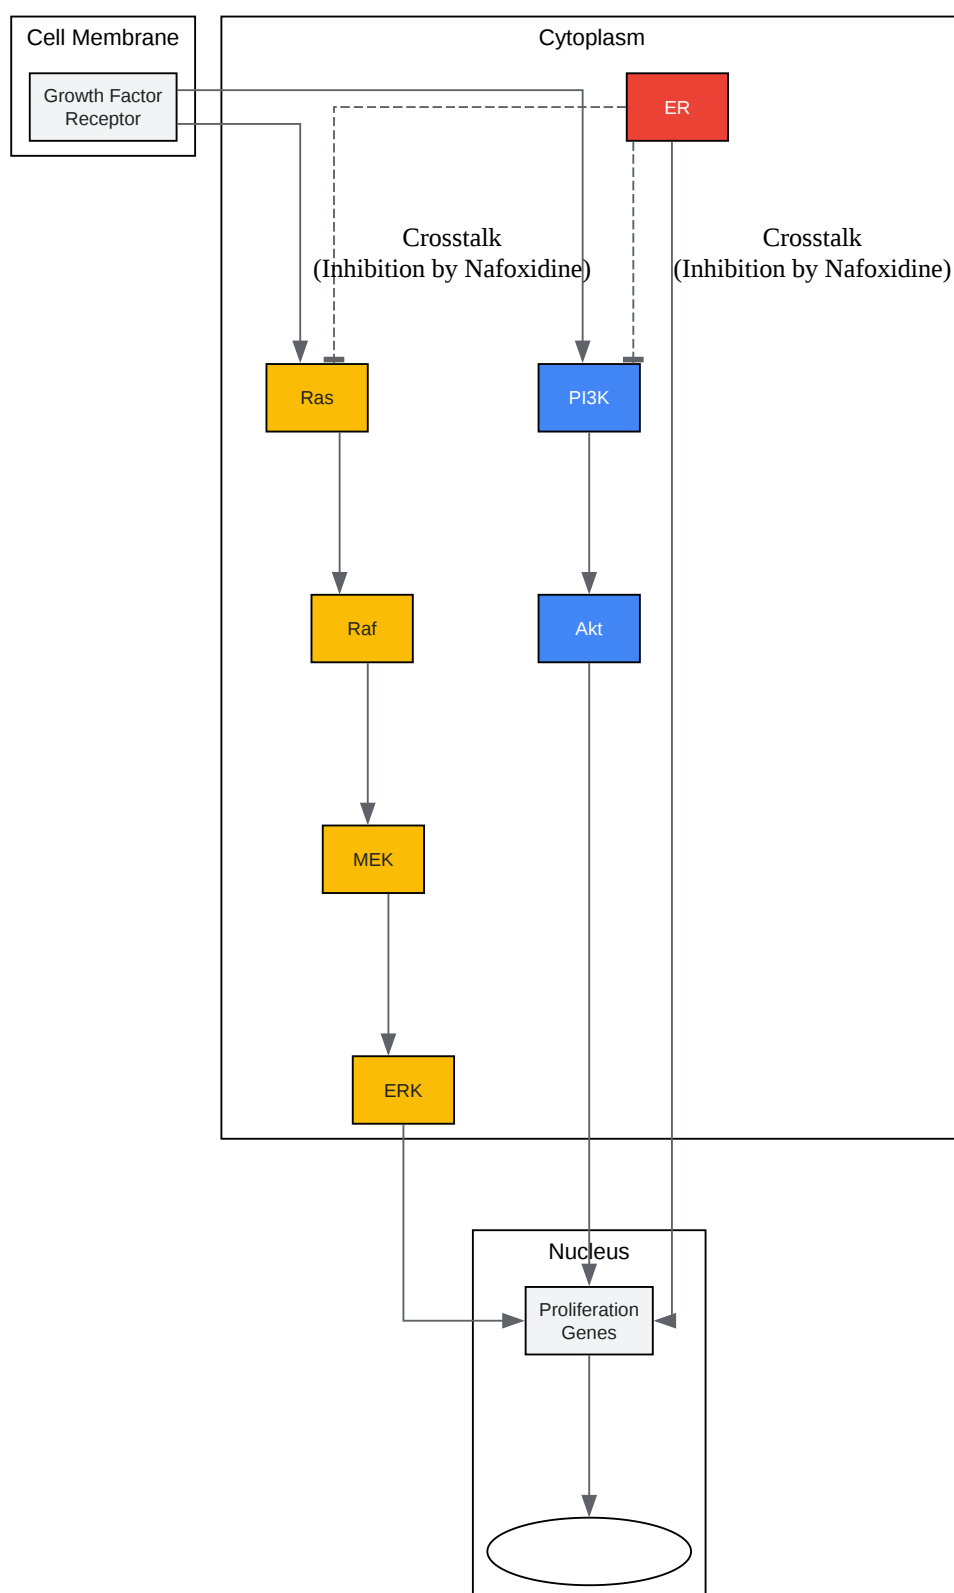 Cell Membrane
Growth Factor
Receptor
Cytoplasm
ER
Crosstalk
(Inhibition by Nafoxidine)
Crosstalk
(Inhibition by Nafoxidine)
Ras
PI3K
Raf
Akt
MEK
ERK
Nucleus
Proliferation
Genes